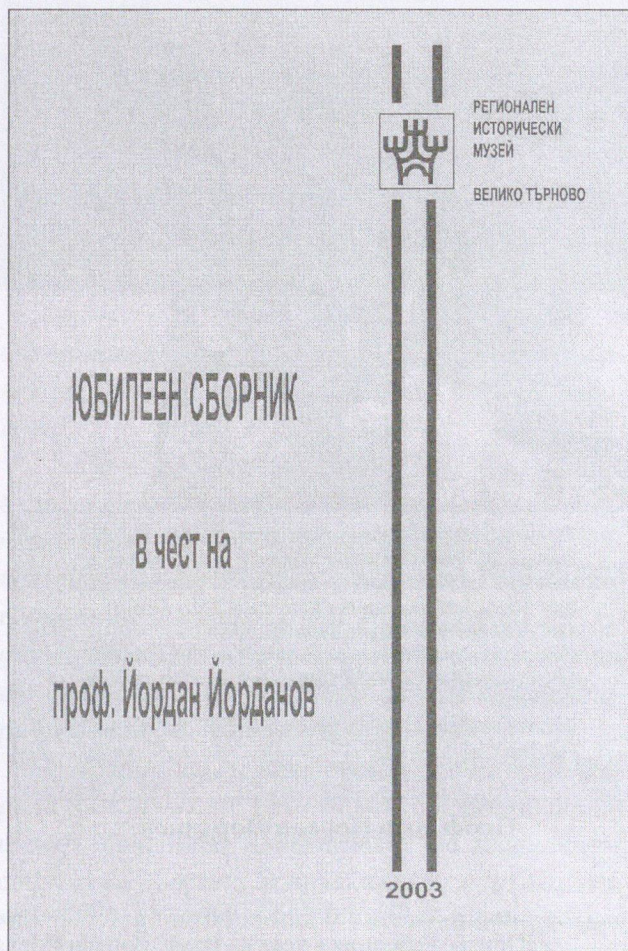 РЕГИОНАЛЕН
ИСТОРИЧЕСКИ
МУЗЕЙ
ВЕЛИКО ТЪРНОВО
ЮБИЛЕЕН СБОРНИК
в чест на
проф. Йордан Йорданов
2003